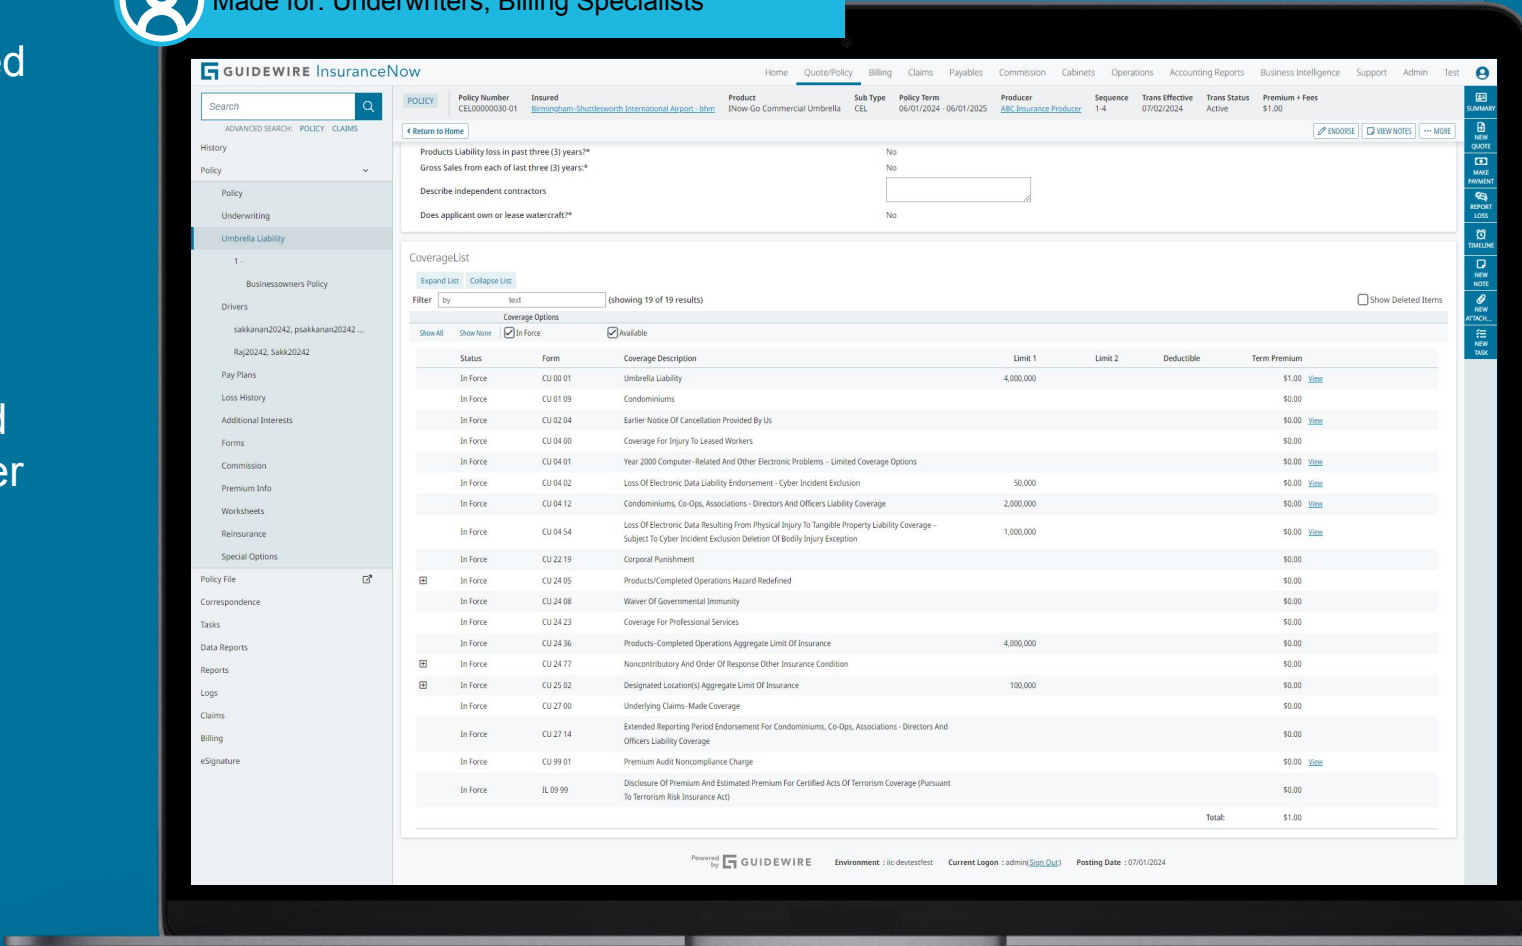 Made for: Underwriters, Billing Specialists
ed
d
er
GUIDEWIRE InsuranceNow
Home Quote/Policy Billing Claims Payables Commission Cabinets Operations Accounting Reports Business Intelligence Support Admin Test
Search
ADVANCED SEARCH: POLICY CLAIMS
POLICY
Policy Number Insured Product Sub Type Policy Term Producer Sequence Trans Effective Trans Status Premium + Fees
CEL00000030-01 Birmingham-Shuttlesworth International Airport - bhm INow-Go Commercial Umbrella CEL 06/01/2024 - 06/01/2025 ABC Insurance Producer 1-4 07/02/2024 Active $1.00
Return to Home
ENDORSE VIEW NOTES ... MORE
History
Policy
Policy
Underwriting
Umbrella Liability
1 -
Businessowners Policy
Drivers
sakkanan20242, psakkanan20242 ...
Raj20242, Sakk20242
Pay Plans
Loss History
Additional Interests
Forms
Commission
Premium Info
Worksheets
Reinsurance
Special Options
Policy File
Correspondence
Tasks
Data Reports
Reports
Logs
Claims
Billing
eSignature
Products Liability loss in past three (3) years?* No
Gross Sales from each of last three (3) years:* No
Describe independent contractors
Does applicant own or lease watercraft?* No
CoverageList
Expand List Collapse List
Filter by text (showing 19 of 19 results) Show Deleted Items
Coverage Options
Show All Show None In Force Available
Status Form Coverage Description Limit 1 Limit 2 Deductible Term Premium
In Force CU 00 01 Umbrella Liability 4,000,000 $1.00 View
In Force CU 01 09 Condominiums $0.00
In Force CU 02 04 Earlier Notice Of Cancellation Provided By Us $0.00 View
In Force CU 04 00 Coverage For Injury To Leased Workers $0.00
In Force CU 04 01 Year 2000 Computer-Related And Other Electronic Problems – Limited Coverage Options $0.00 View
In Force CU 04 02 Loss Of Electronic Data Liability Endorsement - Cyber Incident Exclusion 50,000 $0.00 View
In Force CU 04 12 Condominiums, Co-Ops, Associations - Directors And Officers Liability Coverage 2,000,000 $0.00 View
In Force CU 04 54 Loss Of Electronic Data Resulting From Physical Injury To Tangible Property Liability Coverage – 1,000,000 $0.00 View
Subject To Cyber Incident Exclusion Deletion Of Bodily Injury Exception
In Force CU 22 19 Corporal Punishment $0.00
In Force CU 24 05 Products/Completed Operations Hazard Redefined $0.00
In Force CU 24 08 Waiver Of Governmental Immunity $0.00
In Force CU 24 23 Coverage For Professional Services $0.00
In Force CU 24 36 Products-Completed Operations Aggregate Limit Of Insurance 4,000,000 $0.00
In Force CU 24 77 Noncontributory And Order Of Response Other Insurance Condition $0.00
In Force CU 25 02 Designated Location(s) Aggregate Limit Of Insurance 100,000 $0.00
In Force CU 27 00 Underlying Claims-Made Coverage $0.00
In Force CU 27 14 Extended Reporting Period Endorsement For Condominiums, Co-Ops, Associations - Directors And $0.00
Officers Liability Coverage
In Force CU 99 01 Premium Audit Noncompliance Charge $0.00 View
In Force IL 09 99 Disclosure Of Premium And Estimated Premium For Certified Acts Of Terrorism Coverage (Pursuant $0.00
To Terrorism Risk Insurance Act)
Total: $1.00
SUMMARY
NEW
QUOTE
MAKE
PAYMENT
REPORT
LOSS
TIMELINE
NEW
NOTE
NEW
ATTACH...
NEW
TASK
Powered
by GUIDEWIRE Environment : iic-devtestfest Current Logon : admin(Sign Out) Posting Date : 07/01/2024